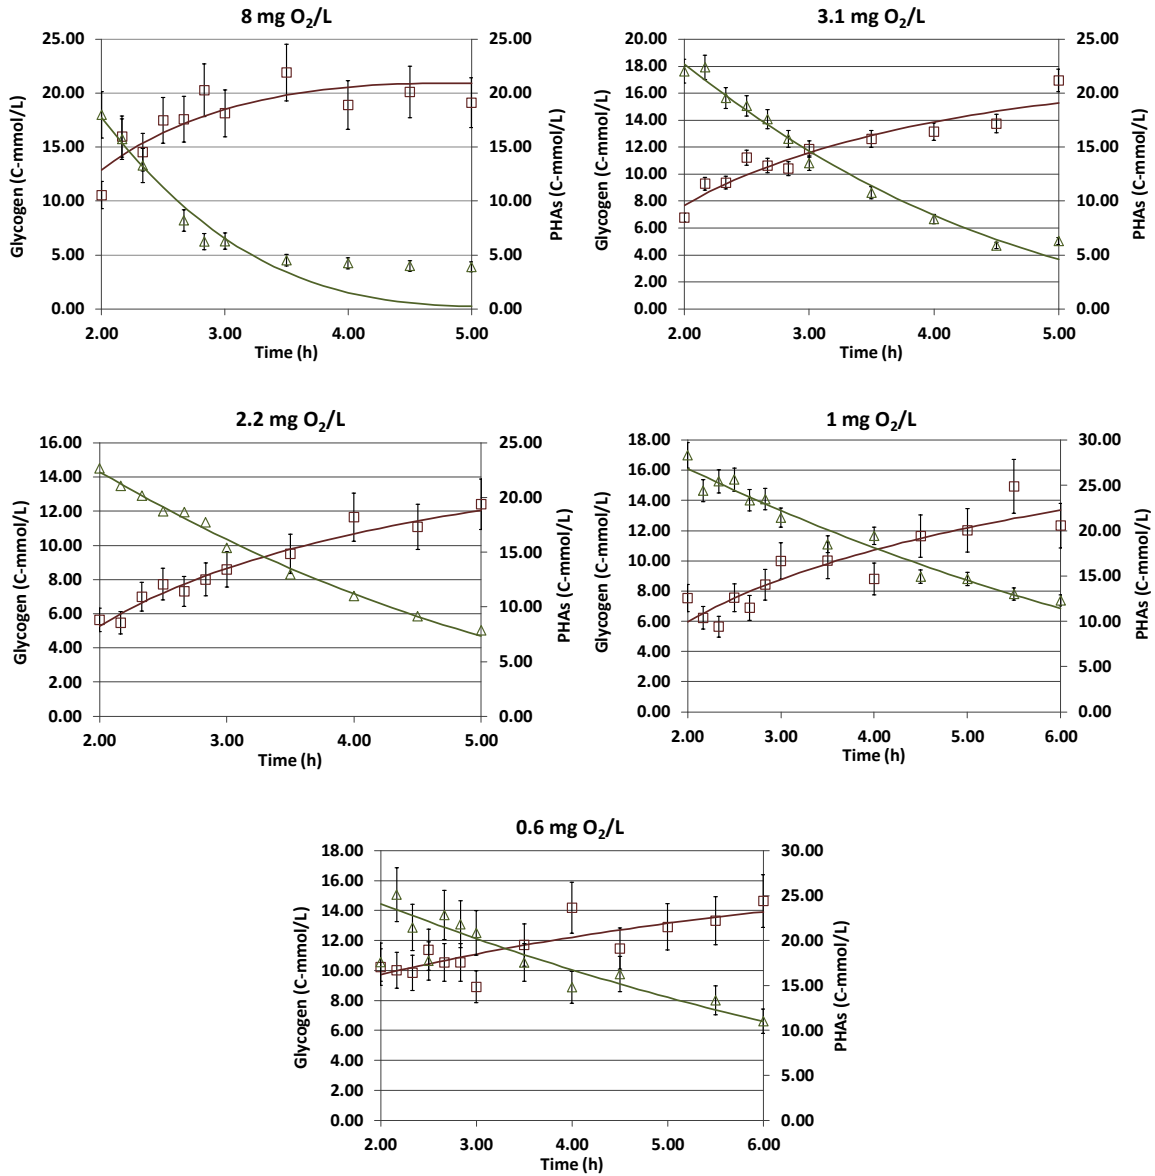 8 mg O₂/L
25.00 25.00
20.00 20.00
15.00 15.00
10.00 10.00
5.00 5.00
0.00 0.00
2.00 3.00 4.00 5.00
Time (h)
Glycogen (C-mmol/L)
PHAs (C-mmol/L)
3.1 mg O₂/L
20.00 25.00
18.00
16.00 20.00
14.00
12.00 15.00
10.00
8.00 10.00
6.00
4.00 5.00
2.00
0.00 0.00
2.00 3.00 4.00 5.00
Time (h)
Glycogen (C-mmol/L)
PHAs (C-mmol/L)
2.2 mg O₂/L
16.00 25.00
14.00
12.00 20.00
10.00 15.00
8.00
6.00 10.00
4.00 5.00
2.00
0.00 0.00
2.00 3.00 4.00 5.00
Time (h)
Glycogen (C-mmol/L)
PHAs (C-mmol/L)
1 mg O₂/L
18.00 30.00
16.00
14.00 25.00
12.00 20.00
10.00
8.00 15.00
6.00 10.00
4.00
2.00 5.00
0.00 0.00
2.00 3.00 4.00 5.00 6.00
Time (h)
Glycogen (C-mmol/L)
PHAs (C-mmol/L)
0.6 mg O₂/L
18.00 30.00
16.00
14.00 25.00
12.00 20.00
10.00
8.00 15.00
6.00 10.00
4.00
2.00 5.00
0.00 0.00
2.00 3.00 4.00 5.00 6.00
Time (h)
Glycogen (C-mmol/L)
PHAs (C-mmol/L)